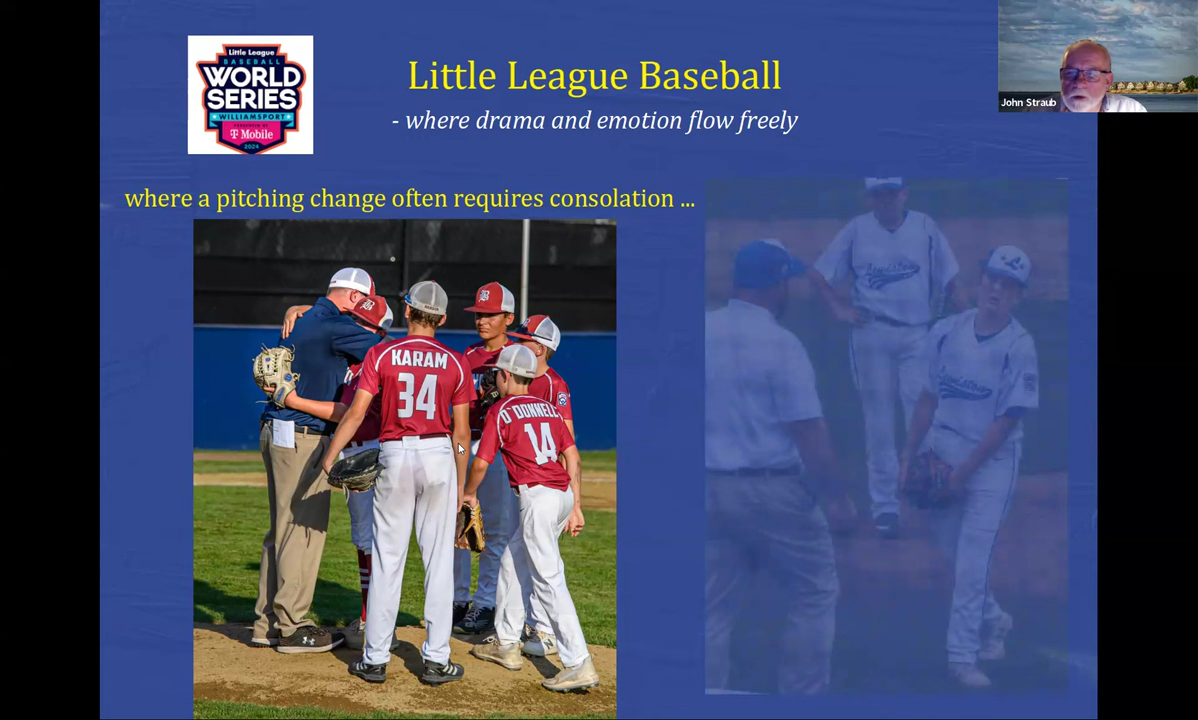 Little League
BASEBALL
WORLD
SERIES
WILLIAMSPORT
T Mobile
2024
Little League Baseball
- where drama and emotion flow freely
John Straub
where a pitching change often requires consolation ...
KARAM
34
O'DONNELL
14